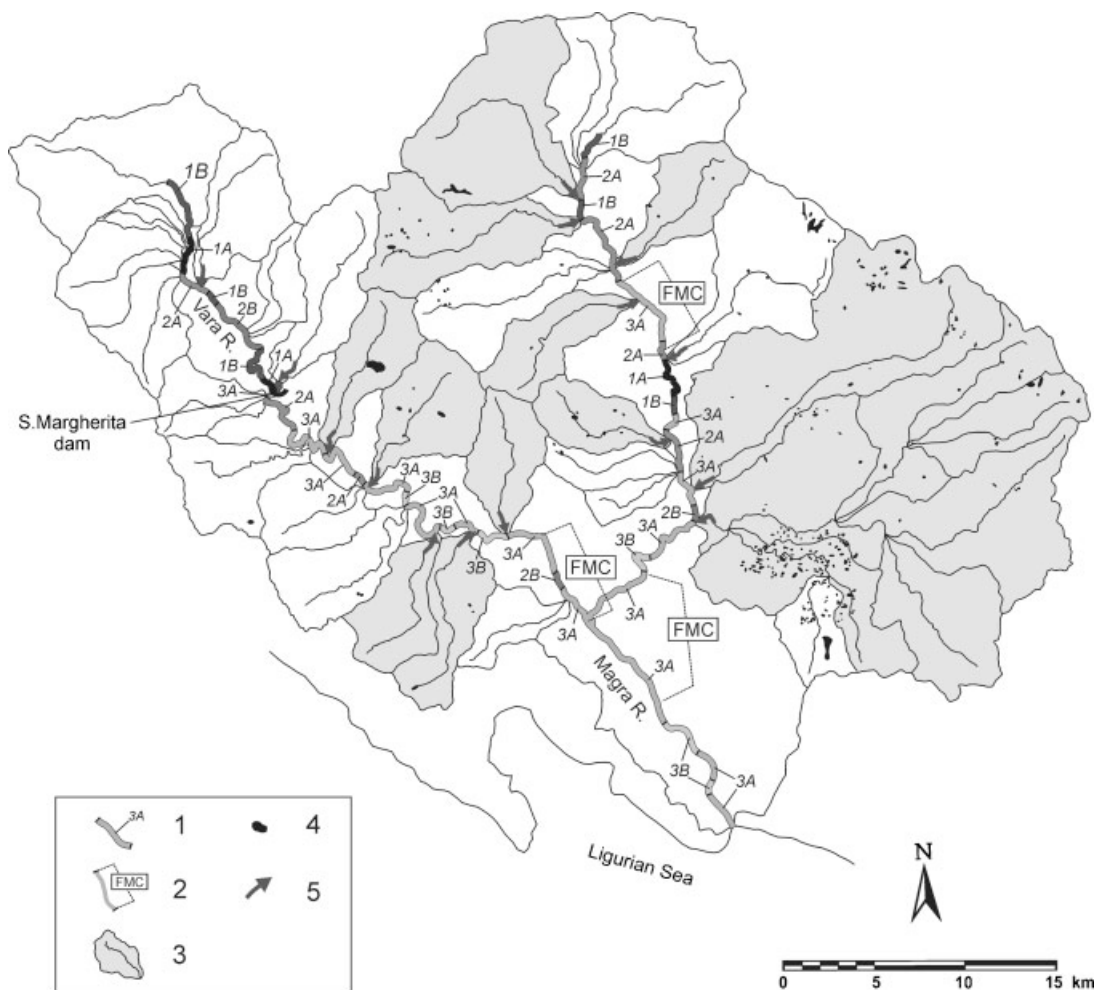 1B
1B
2A
1A
1B
2A
1B
2B
2A
Vara R.
FMC
3A
1B
1A
2A
3A
2A
1A
S.Margherita
dam
1B
3A
3A
2A
3A
3A
2A
3A
3B
3A
2B
3B
3A
3B
3B
3A
FMC
2B
3A
3A
FMC
Magra R.
3A
3B
3A
3A 1 4
Ligurian Sea
FMC 2 5
N
3
0 5 10 15 km